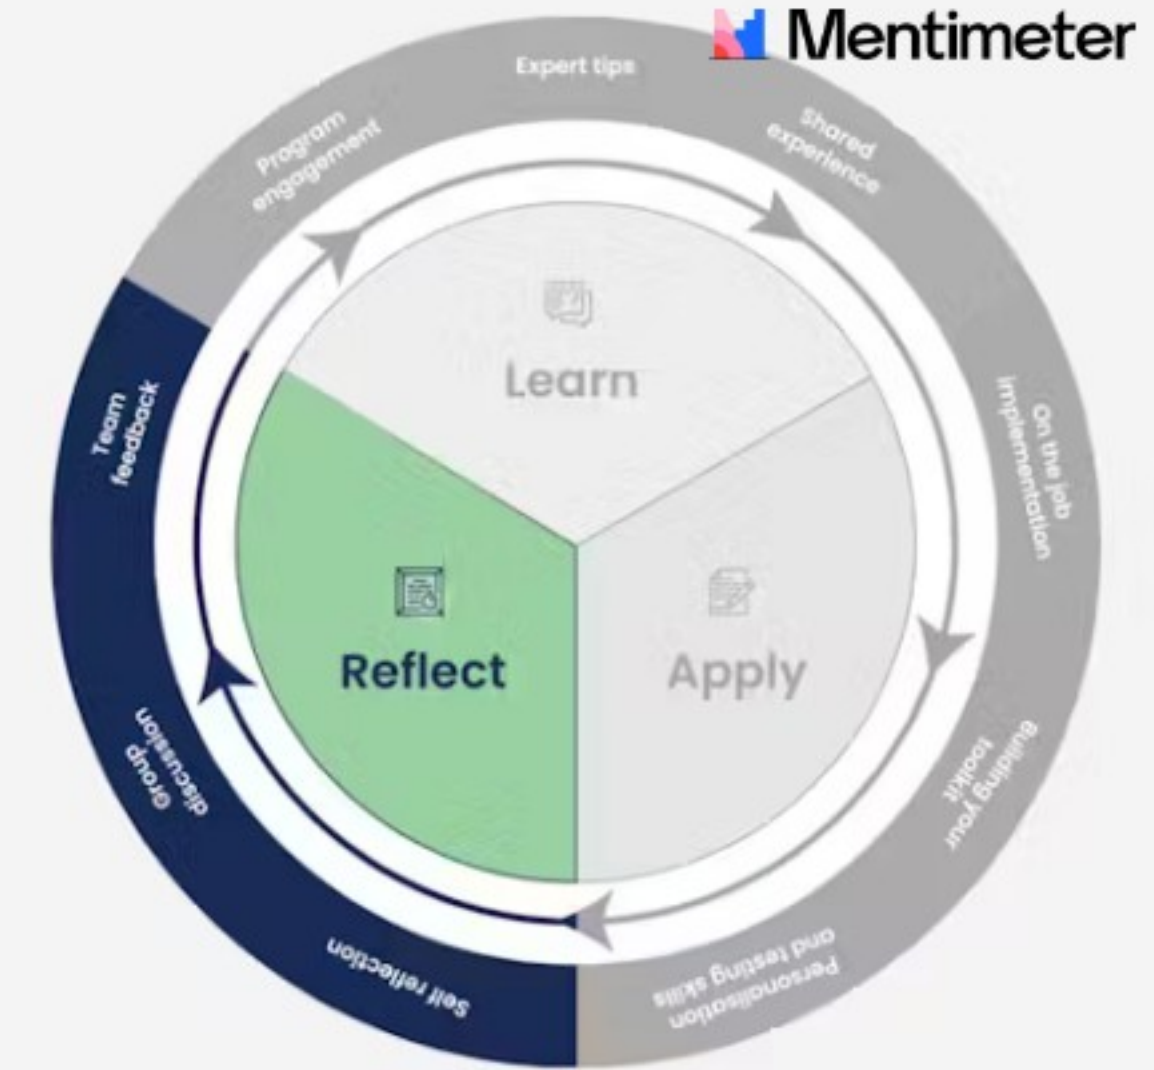 Mentimeter
Expert tips
Shared
experience
Program
engagement
Learn
On the job
implementation
Team
feedback
Reflect
Apply
Building your
toolkit
Group
discussion
Personalisation
and testing skills
Self reflection